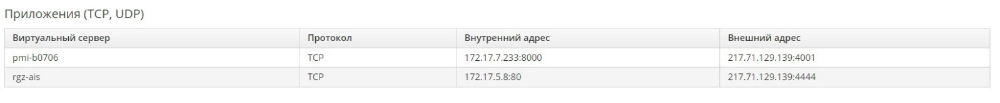 Приложения (TCP, UDP)
Виртуальный сервер Протокол Внутренний адрес Внешний адрес
pmi-b0706 TCP 172.17.7.233:8000 217.71.129.139:4001
rgz-ais TCP 172.17.5.8:80 217.71.129.139:4444